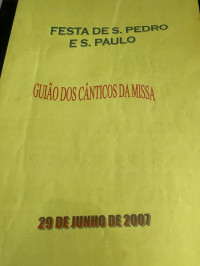 FESTA DE S. PEDRO
E S. PAULO
GUIÃO DOS CÂNTICOS DA MISSA
29 DE JUNHO DE 2007